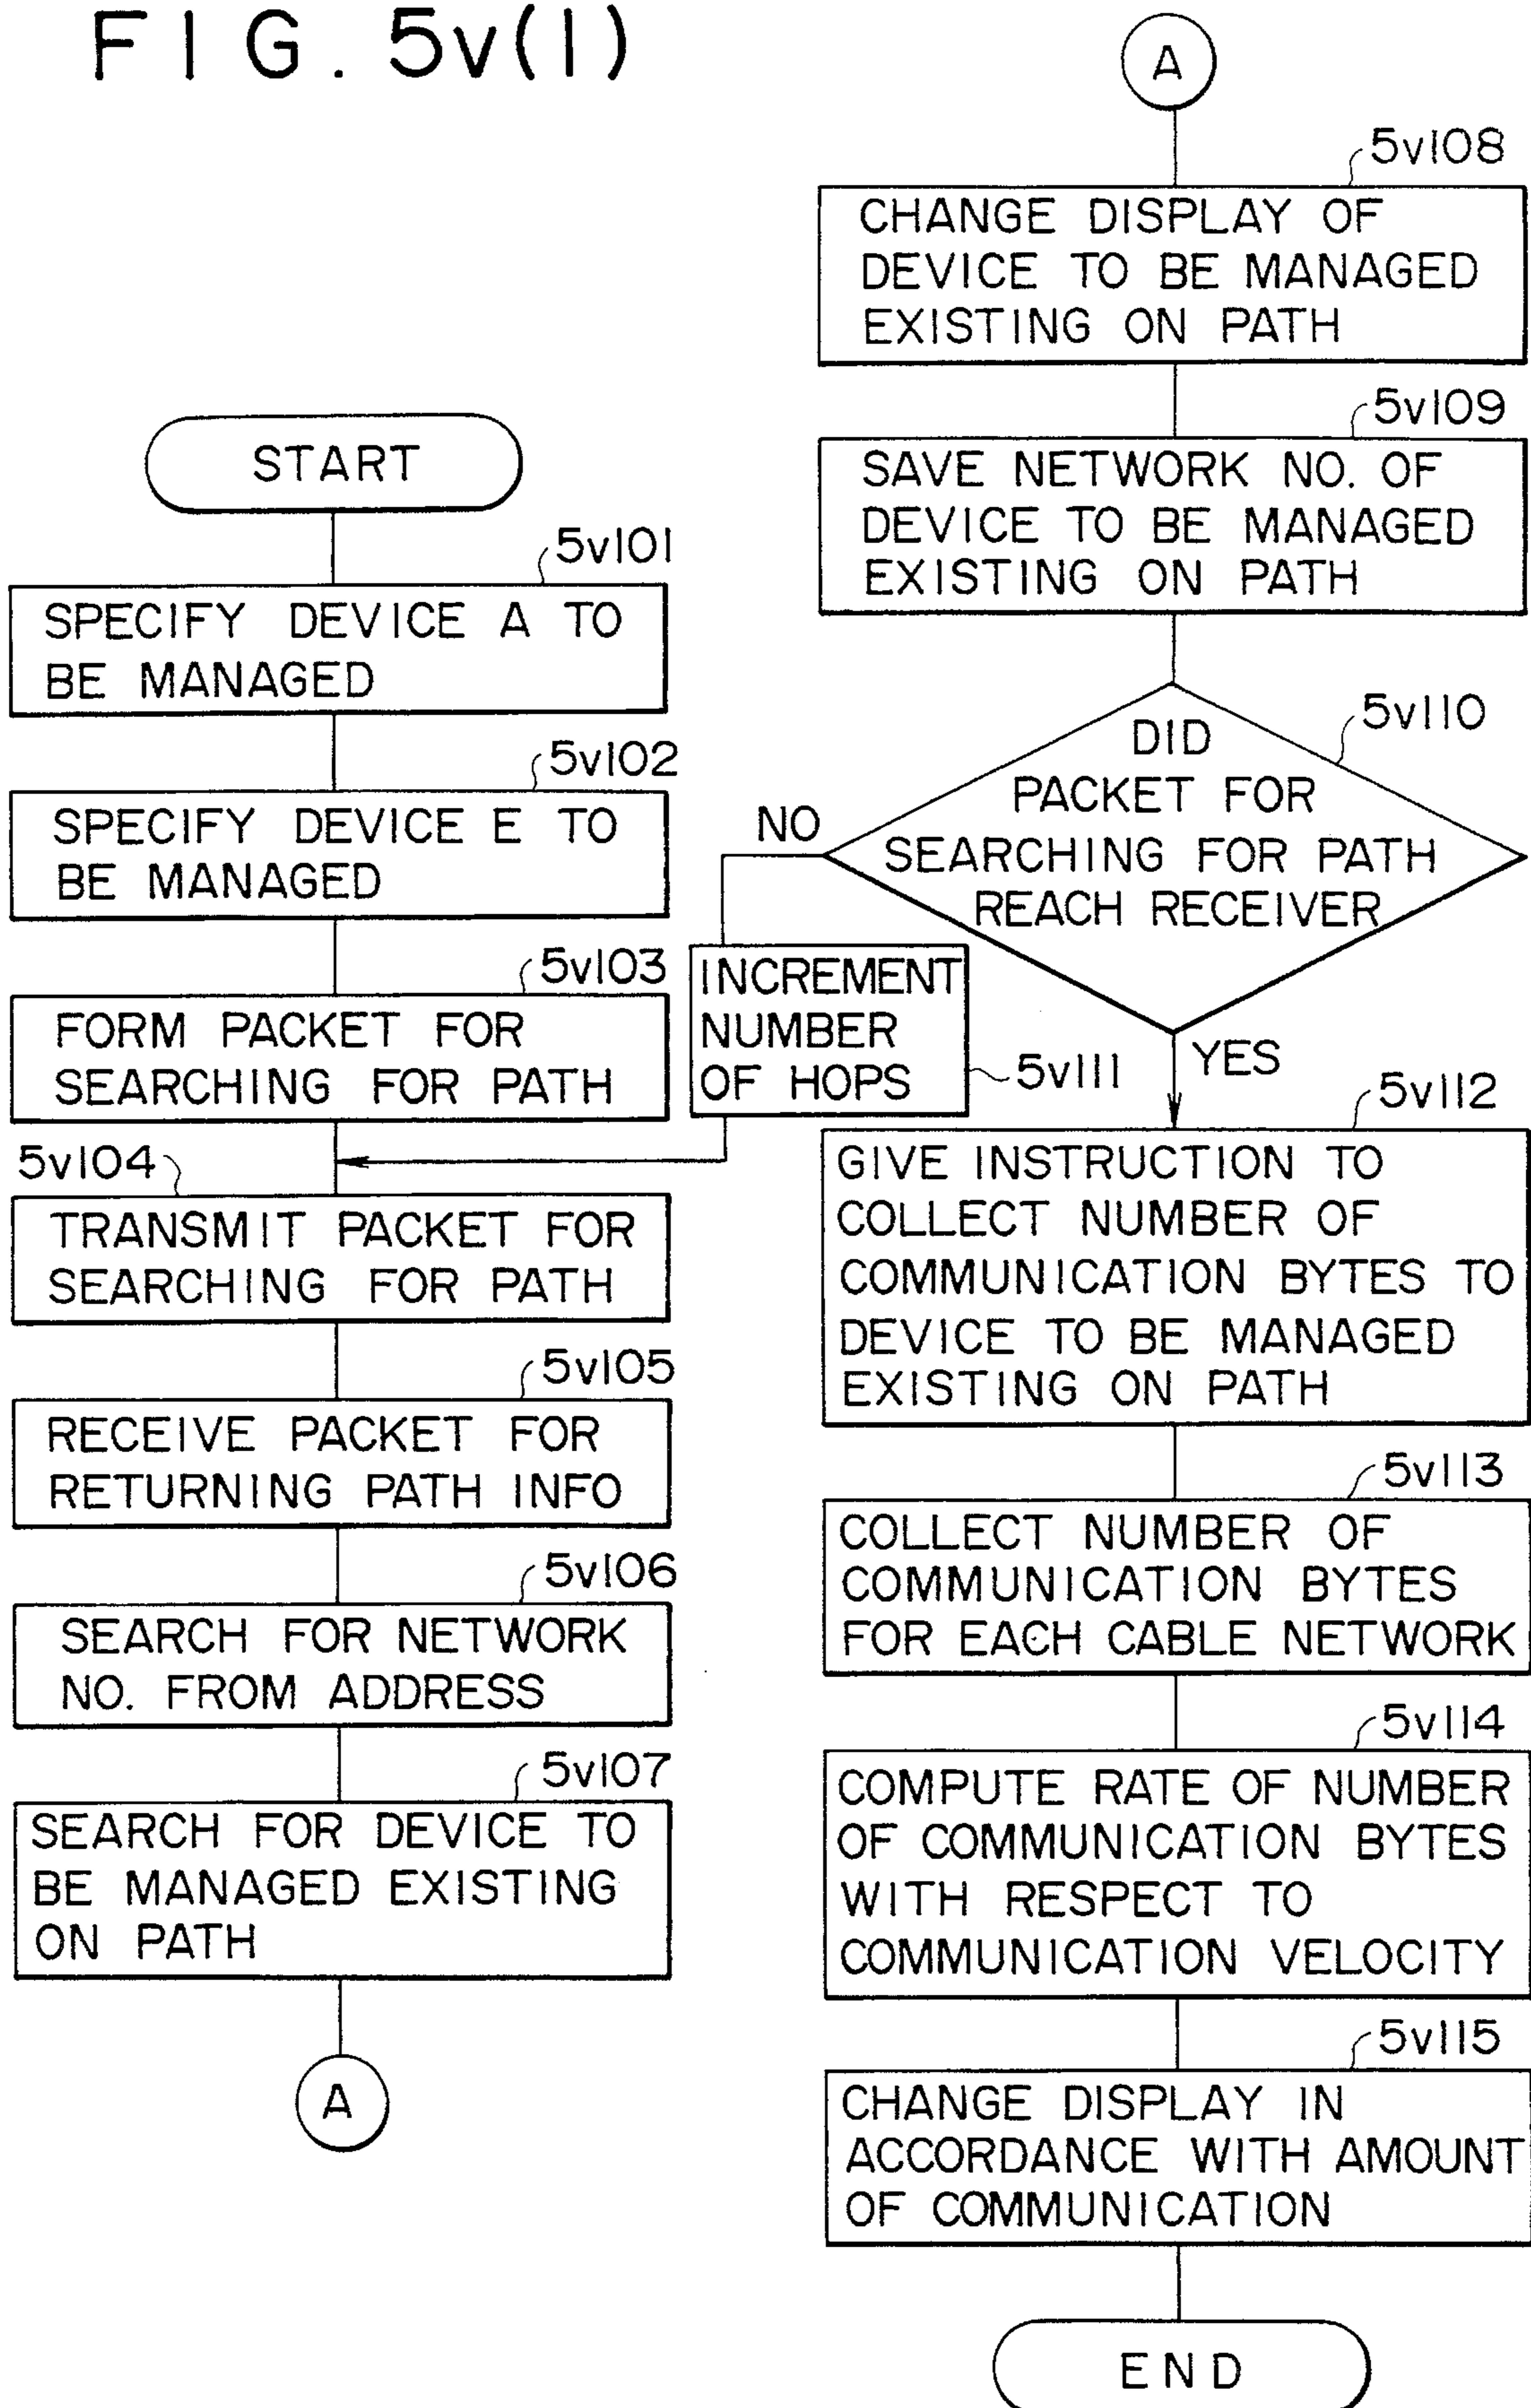 FIG. 5v(1)
START
5v101
SPECIFY DEVICE A TO
BE MANAGED
5v102
SPECIFY DEVICE E TO
BE MANAGED
5v103
FORM PACKET FOR
SEARCHING FOR PATH
5v104
TRANSMIT PACKET FOR
SEARCHING FOR PATH
5v105
RECEIVE PACKET FOR
RETURNING PATH INFO
5v106
SEARCH FOR NETWORK
NO. FROM ADDRESS
5v107
SEARCH FOR DEVICE TO
BE MANAGED EXISTING
ON PATH
A
A
5v108
CHANGE DISPLAY OF
DEVICE TO BE MANAGED
EXISTING ON PATH
5v109
SAVE NETWORK NO. OF
DEVICE TO BE MANAGED
EXISTING ON PATH
5v110
DID
PACKET FOR
SEARCHING FOR PATH
REACH RECEIVER
NO
INCREMENT
NUMBER
OF HOPS
5v111
YES
5v112
GIVE INSTRUCTION TO
COLLECT NUMBER OF
COMMUNICATION BYTES TO
DEVICE TO BE MANAGED
EXISTING ON PATH
5v113
COLLECT NUMBER OF
COMMUNICATION BYTES
FOR EACH CABLE NETWORK
5v114
COMPUTE RATE OF NUMBER
OF COMMUNICATION BYTES
WITH RESPECT TO
COMMUNICATION VELOCITY
5v115
CHANGE DISPLAY IN
ACCORDANCE WITH AMOUNT
OF COMMUNICATION
END